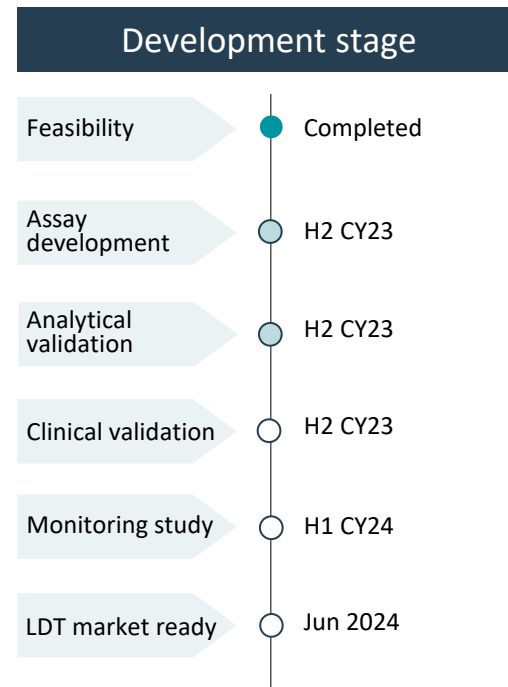 Development stage
Feasibility
Completed
Assay
development
H2 CY23
Analytical
validation
H2 CY23
Clinical validation
H2 CY23
Monitoring study
H1 CY24
LDT market ready
Jun 2024